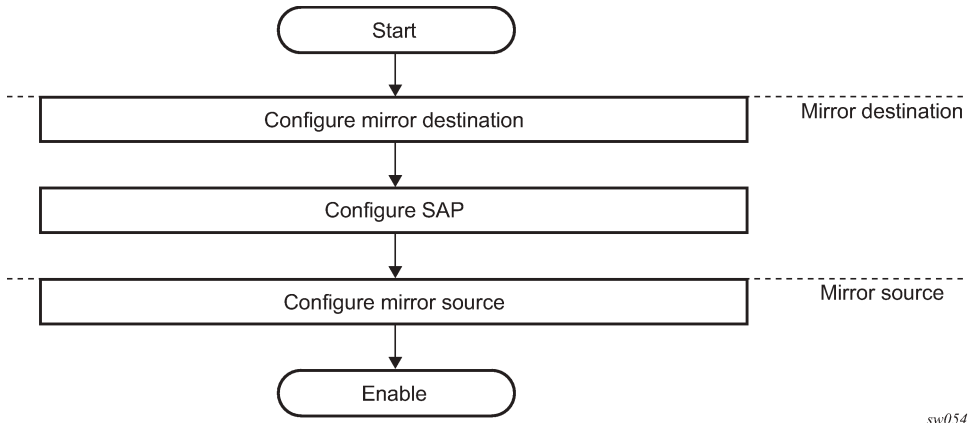 Start
Configure mirror destination
Mirror destination
Configure SAP
Configure mirror source
Mirror source
Enable
sw054